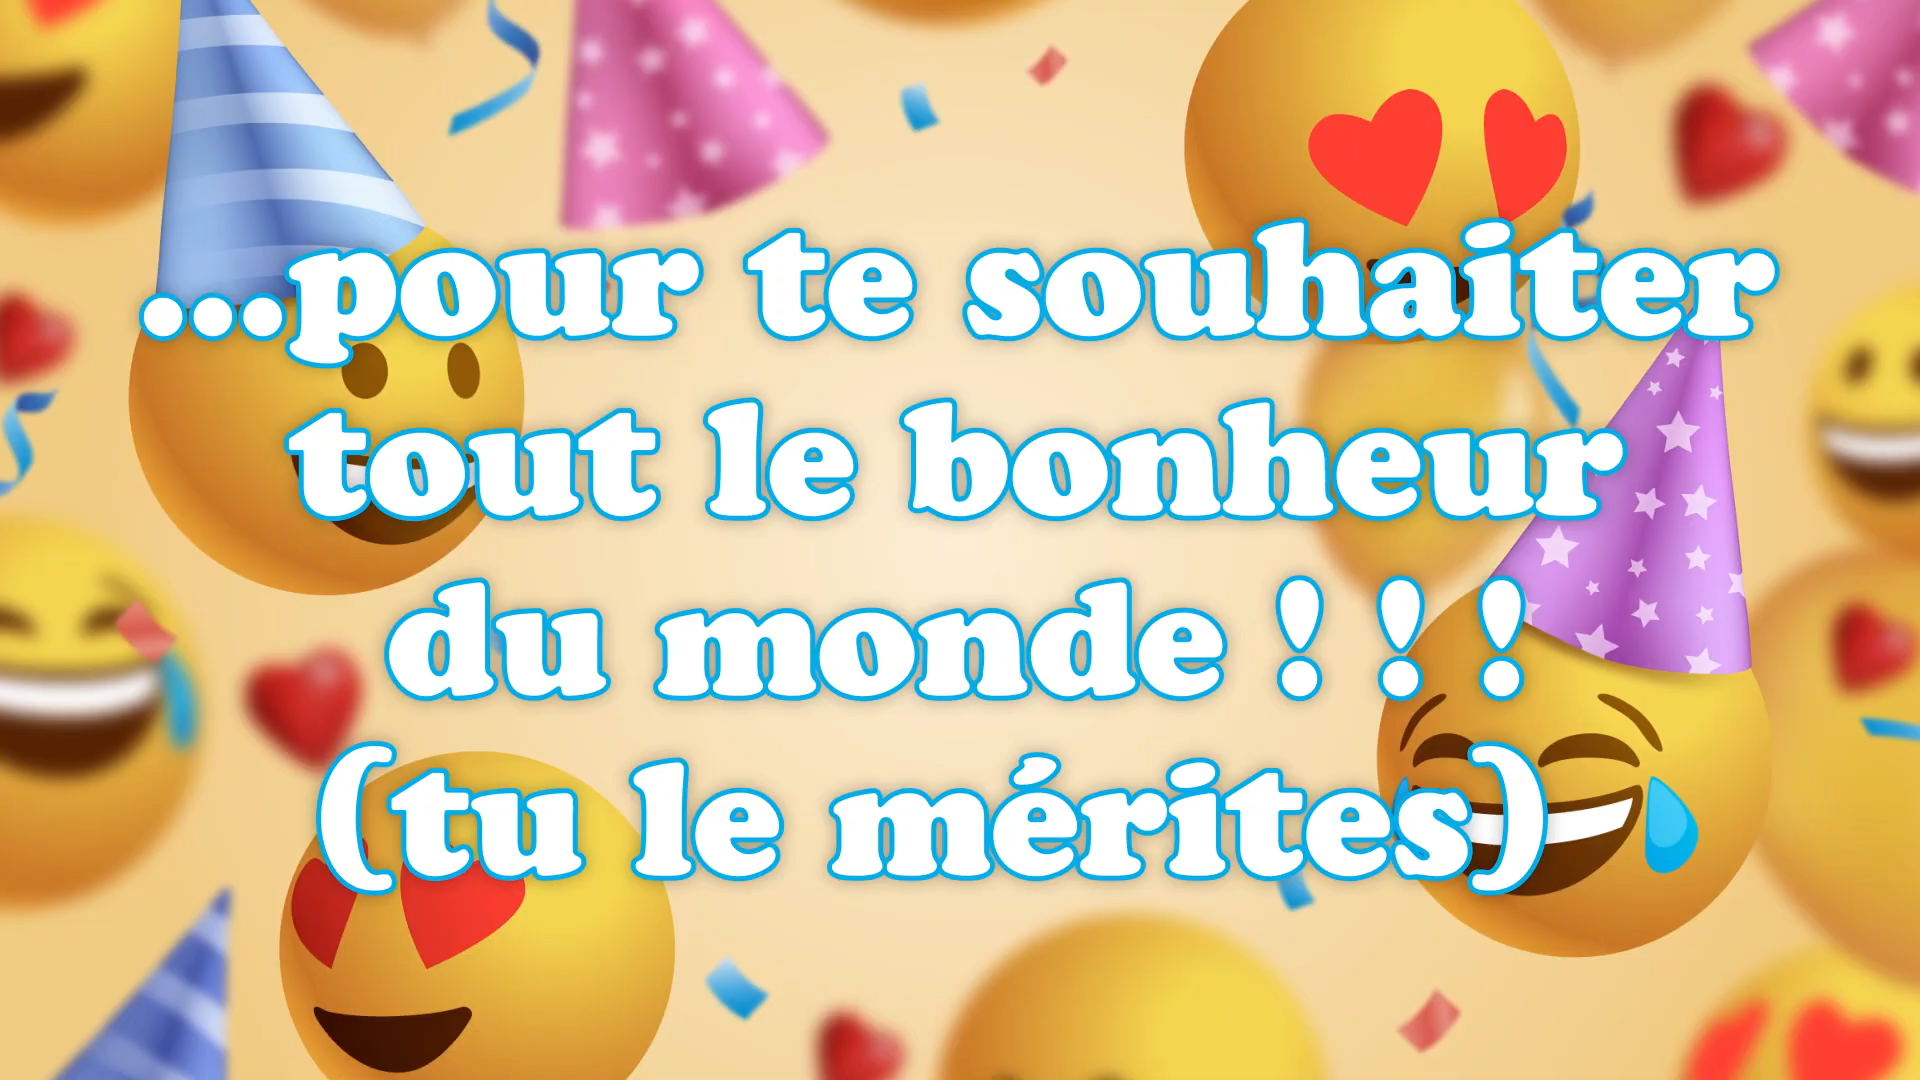 ...pour te souhaiter
tout le bonheur
du monde ! ! !
(tu le mérites)